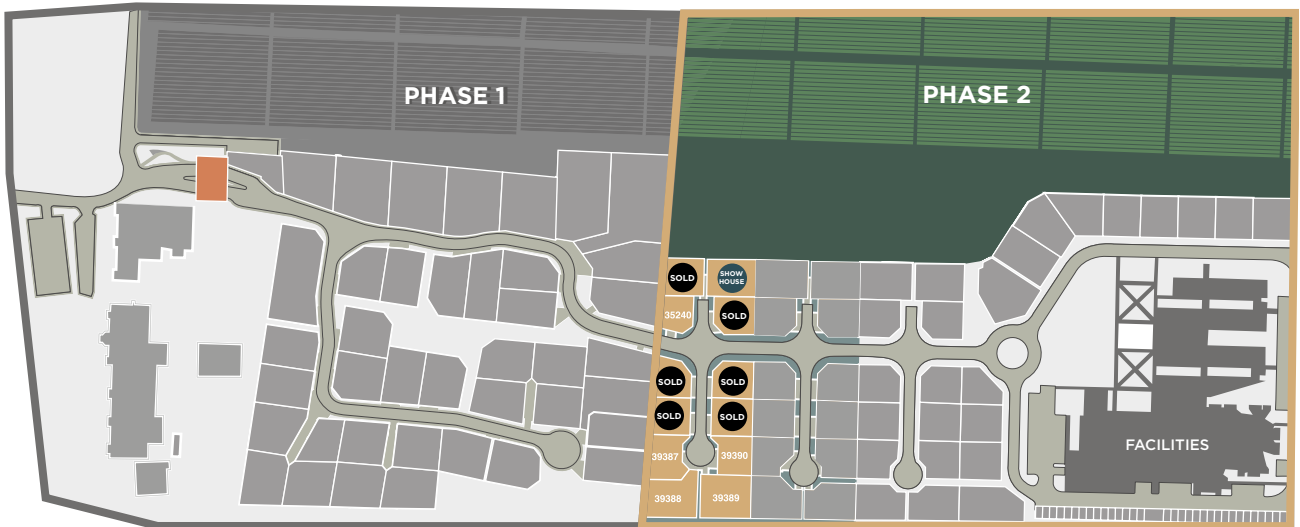 PHASE 1
PHASE 2
SOLD
SHOW
HOUSE
35240
SOLD
SOLD
SOLD
SOLD
SOLD
39387
39390
39388
39389
FACILITIES